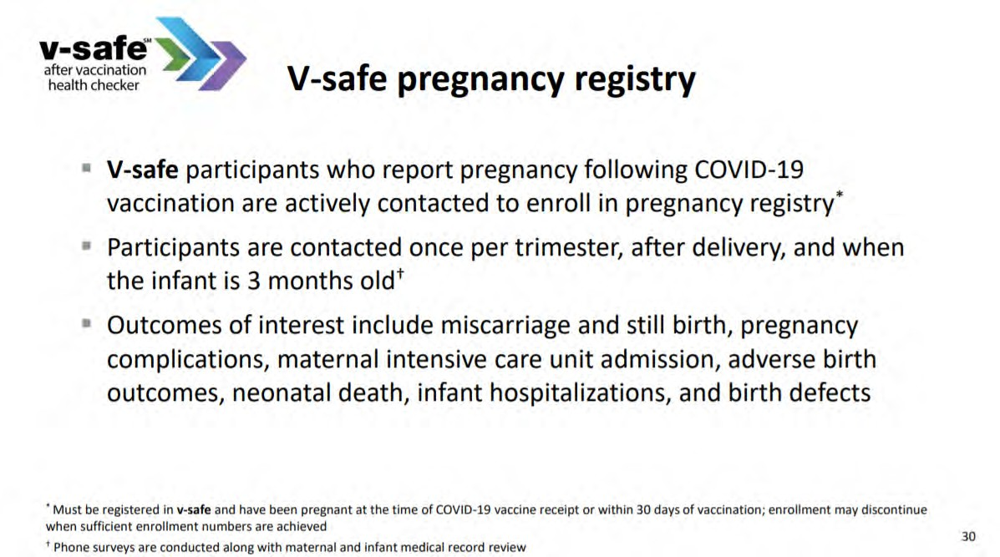 v-safe℠
after vaccination
health checker
V-safe pregnancy registry
▪ V-safe participants who report pregnancy following COVID-19
vaccination are actively contacted to enroll in pregnancy registry*
▪ Participants are contacted once per trimester, after delivery, and when
the infant is 3 months old†
▪ Outcomes of interest include miscarriage and still birth, pregnancy
complications, maternal intensive care unit admission, adverse birth
outcomes, neonatal death, infant hospitalizations, and birth defects
* Must be registered in v-safe and have been pregnant at the time of COVID-19 vaccine receipt or within 30 days of vaccination; enrollment may discontinue
when sufficient enrollment numbers are achieved
† Phone surveys are conducted along with maternal and infant medical record review
30